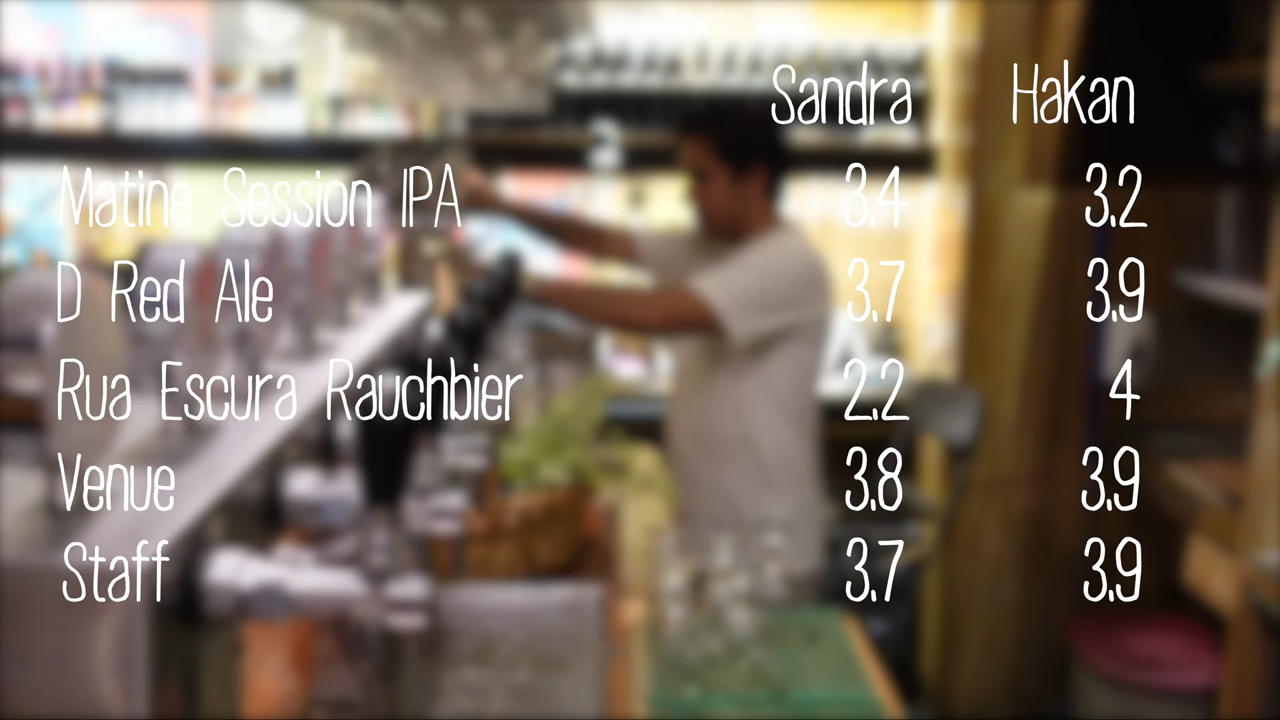 Sandra Hakan
Matine Session IPA 3.4 3.2
D Red Ale 3.7 3.9
Rua Escura Rauchbier 2.2 4
Venue 3.8 3.9
Staff 3.7 3.9